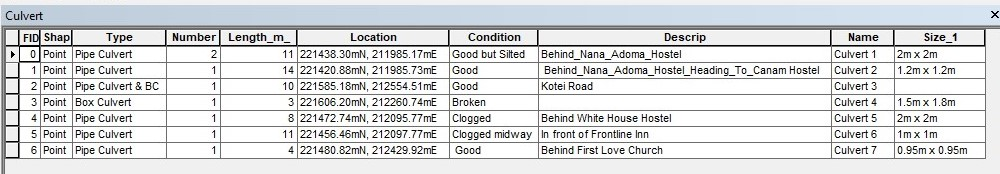 Culvert
FID Shap Type Number Length_m_ Location Condition Descrip Name Size_1
0 Point Pipe Culvert 2 11 221438.30mN, 211985.17mE Good but Silted Behind_Nana_Adoma_Hostel Culvert 1 2m x 2m
1 Point Pipe Culvert 1 14 221420.88mN, 211985.73mE Good Behind_Nana_Adoma_Hostel_Heading_To_Canam Hostel Culvert 2 1.2m x 1.2m
2 Point Pipe Culvert & BC 1 10 221585.18mN, 212554.51mE Good Kotei Road Culvert 3
3 Point Box Culvert 1 3 221606.20mN, 212260.74mE Broken Culvert 4 1.5m x 1.8m
4 Point Pipe Culvert 1 8 221472.74mN, 212095.77mE Clogged Behind White House Hostel Culvert 5 2m x 2m
5 Point Pipe Culvert 1 11 221456.46mN, 212097.77mE Clogged midway In front of Frontline Inn Culvert 6 1m x 1m
6 Point Pipe Culvert 1 4 221480.82mN, 212429.92mE Good Behind First Love Church Culvert 7 0.95m x 0.95m